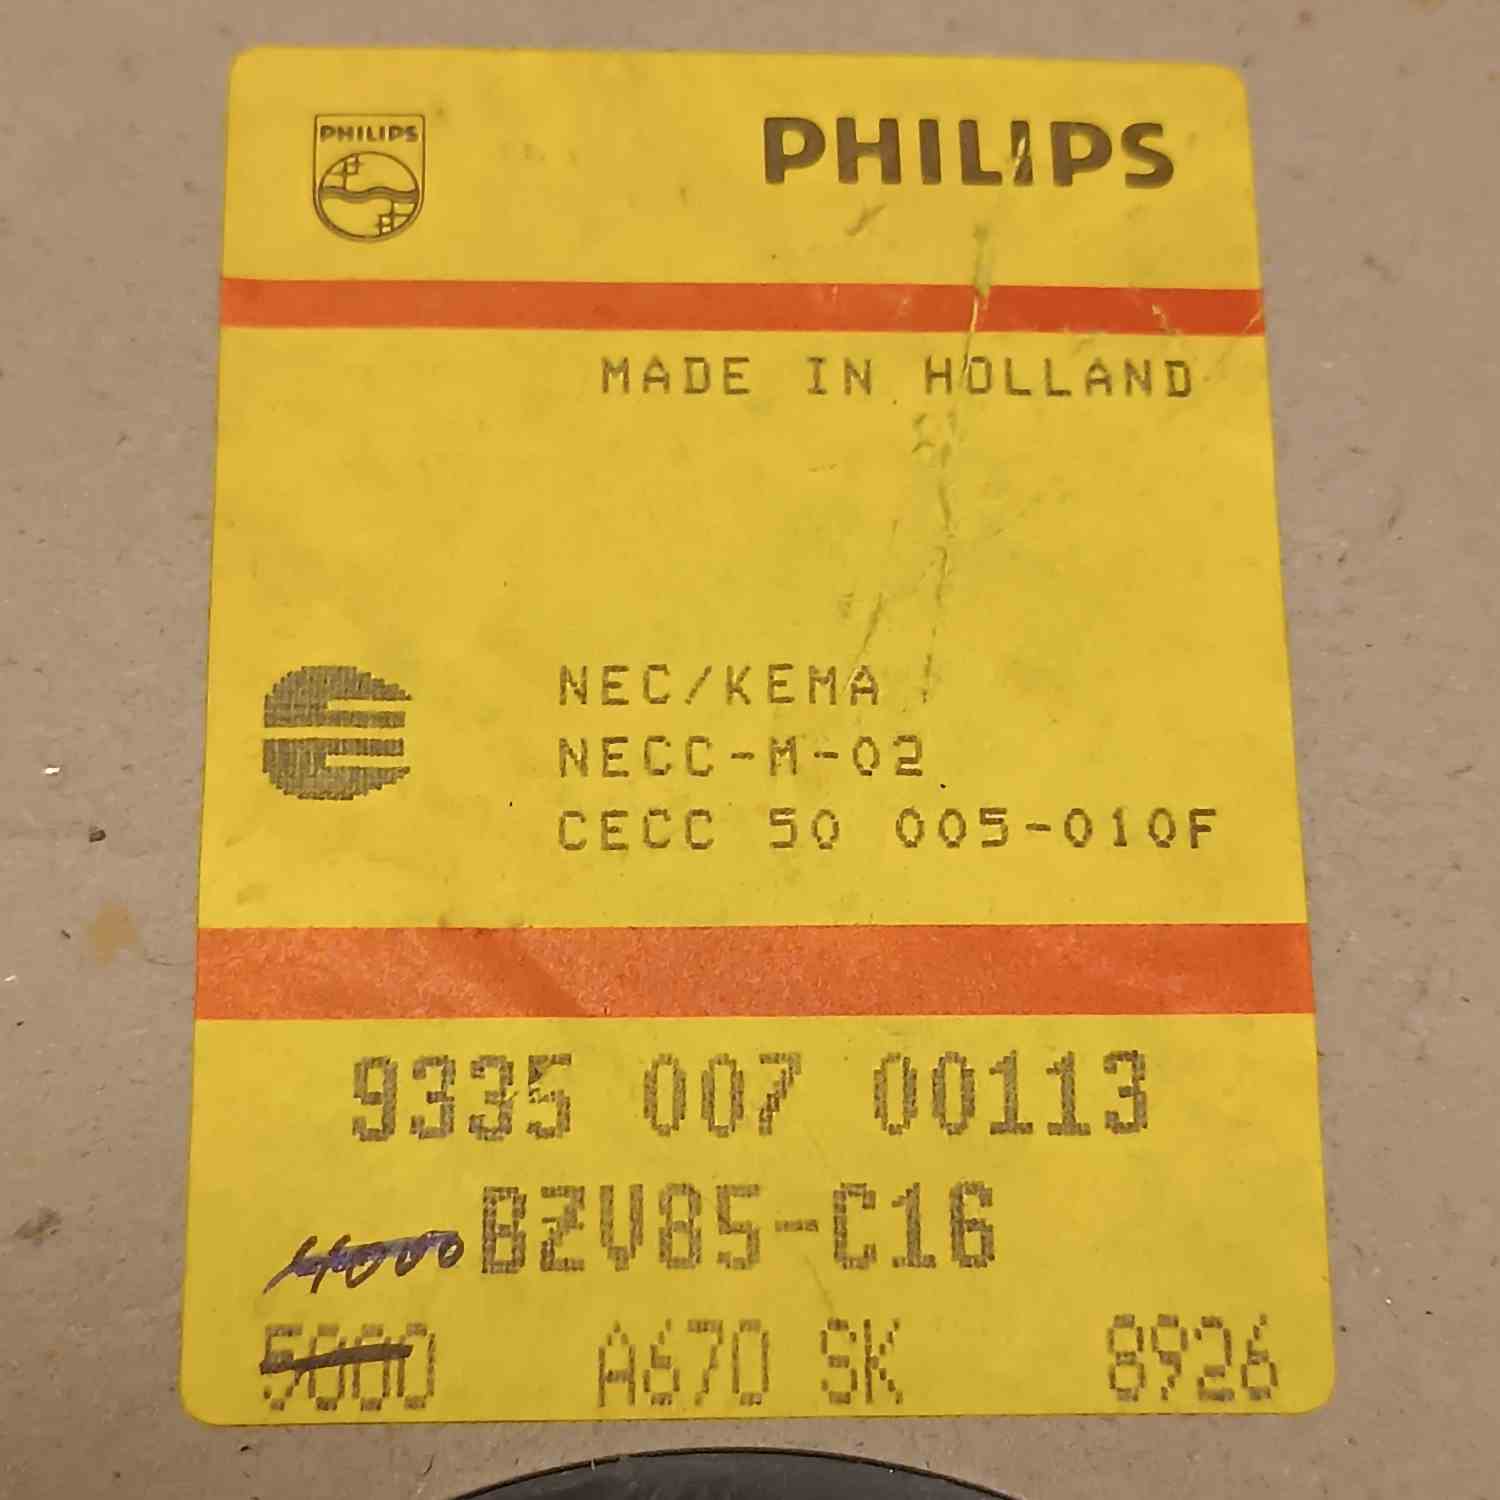 PHILIPS
PHILIPS
MADE IN HOLLAND
NEC/KEMA
NECC-M-02
CECC 50 005-010F
9335 007 00113
BZV85-C16
4000
5000 A670 SK 8926